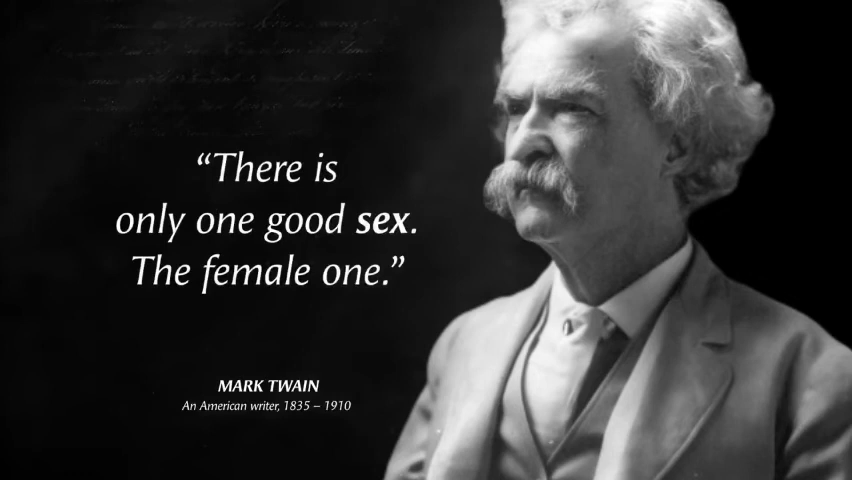 “There is
only one good sex.
The female one.”
MARK TWAIN
An American writer, 1835 – 1910